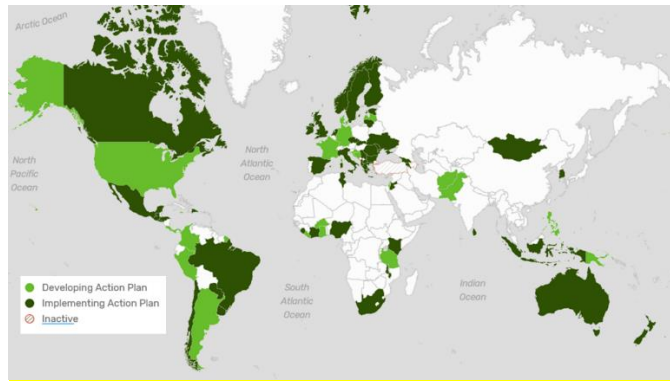 Arctic Ocean
North
Pacific
Ocean
North
Atlantic
Ocean
South
Atlantic
Ocean
Indian
Ocean
Developing Action Plan
Implementing Action Plan
Inactive